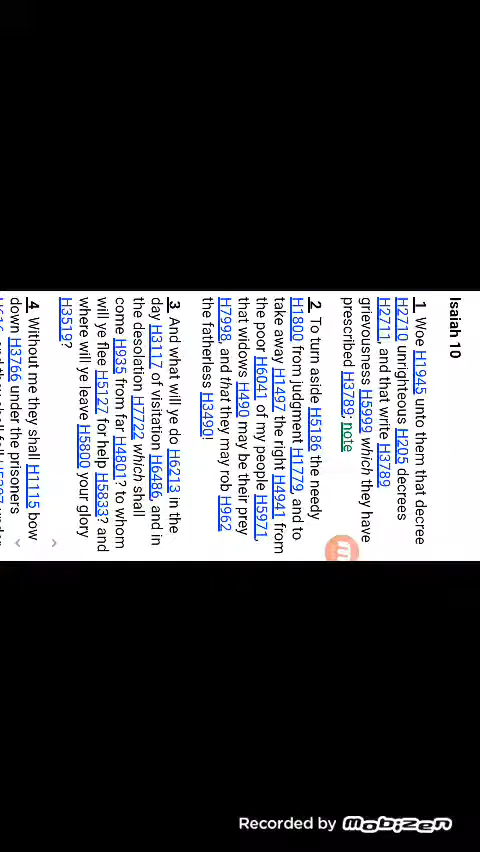 Isaiah 10
1 Woe H1945 unto them that decree
H2710 unrighteous H205 decrees
H2711, and that write H3789
grievousness H5999 which they have
prescribed H3789; note
2 To turn aside H5186 the needy
H1800 from judgment H1779, and to
take away H1497 the right H4941 from
the poor H6041 of my people H5971,
that widows H490 may be their prey
H7998, and that they may rob H962
the fatherless H3490!
3 And what will ye do H6213 in the
day H3117 of visitation H6486, and in
the desolation H7722 which shall
come H935 from far H4801? to whom
will ye flee H5127 for help H5833? and
where will ye leave H5800 your glory
H3519?
4 Without me they shall H1115 bow
down H3766 under the prisoners
Recorded by MOBIZEN